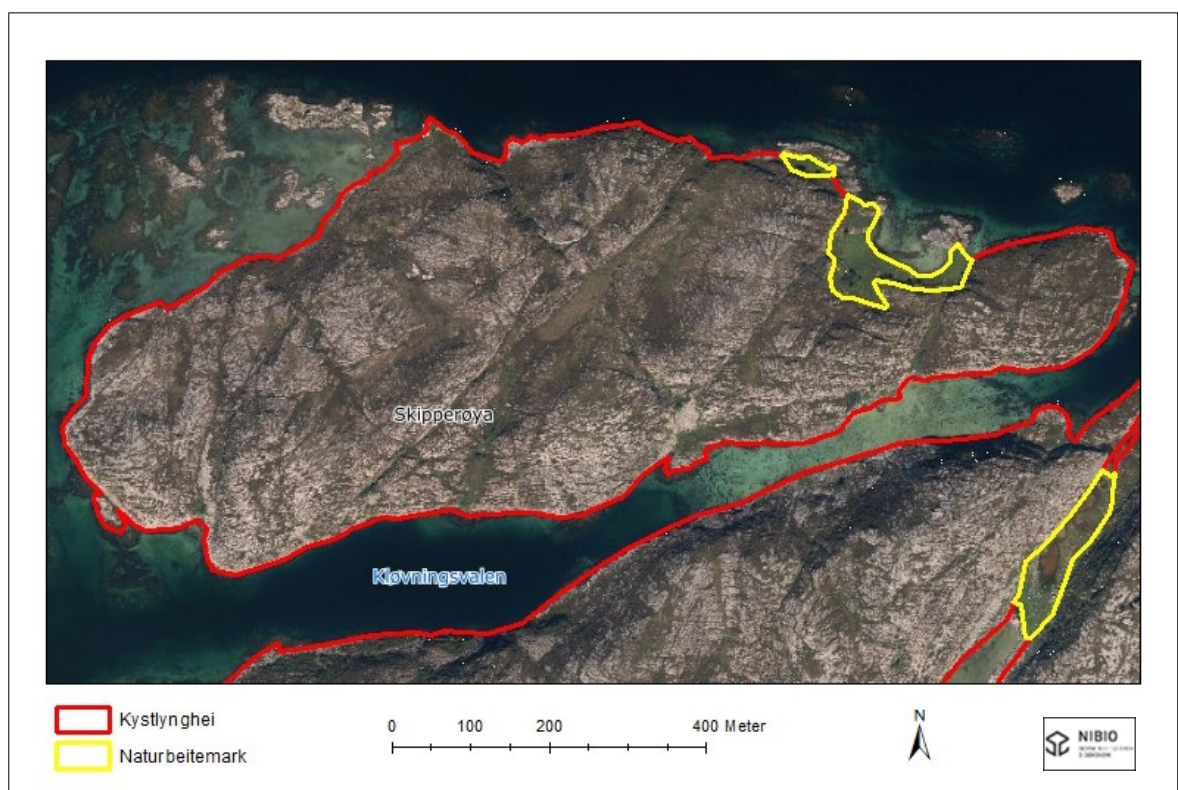 Skipperøya
Kløvningsvalen
Kystlynghei
Naturbeitemark
0 100 200 400 Meter
N
NIBIO